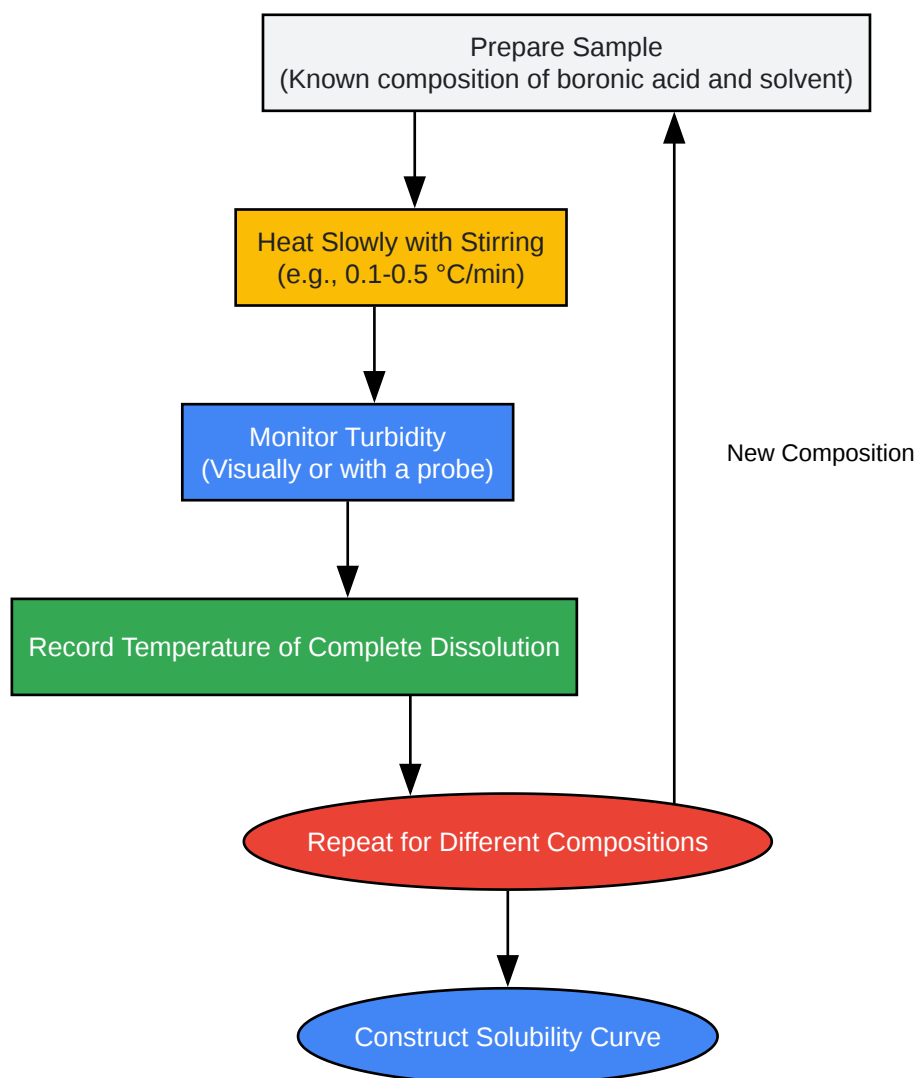 Prepare Sample
(Known composition of boronic acid and solvent)
Heat Slowly with Stirring
(e.g., 0.1-0.5 °C/min)
Monitor Turbidity
(Visually or with a probe)
New Composition
Record Temperature of Complete Dissolution
Repeat for Different Compositions
Construct Solubility Curve